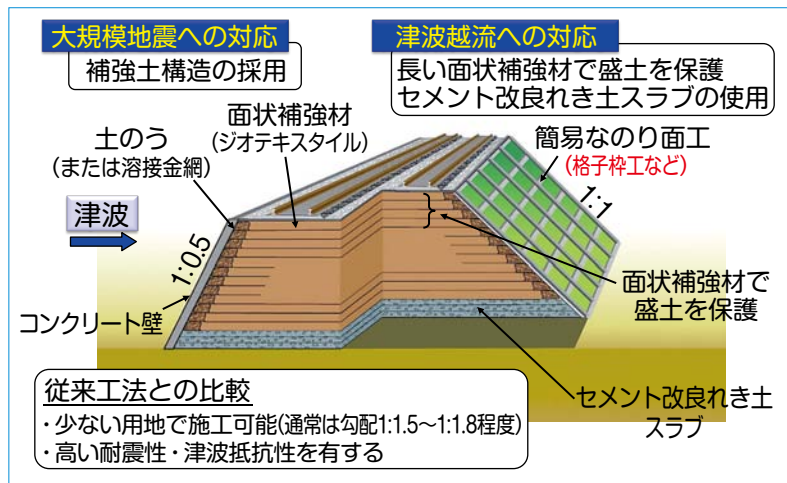 大規模地震への対応
補強土構造の採用
津波越流への対応
長い面状補強材で盛土を保護
セメント改良れき土スラブの使用
面状補強材
(ジオテキスタイル)
土のう
(または溶接金網)
簡易なのり面工
(格子枠工など)
津波
1:0.5
1:1
コンクリート壁
面状補強材で
盛土を保護
セメント改良れき土
スラブ
従来工法との比較
・少ない用地で施工可能(通常は勾配1:1.5～1:1.8程度)
・高い耐震性・津波抵抗性を有する